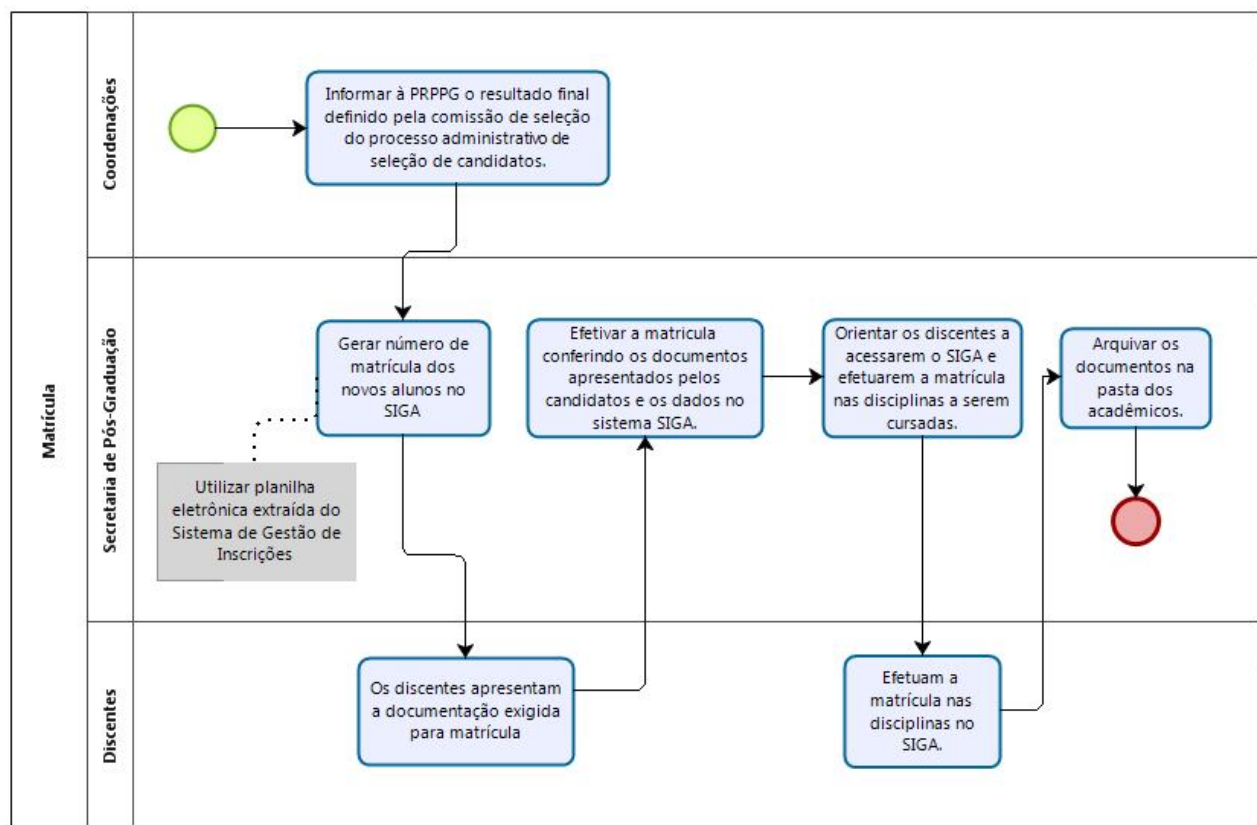 Matrícula
Coordenações
Informar à PRPPG o resultado final
definido pela comissão de seleção
do processo administrativo de
seleção de candidatos.
Secretaria de Pós-Graduação
Gerar número de
matrícula dos
novos alunos no
SIGA
Utilizar planilha
eletrônica extraída do
Sistema de Gestão de
Inscrições
Efetivar a matricula
conferindo os documentos
apresentados pelos
candidatos e os dados no
sistema SIGA.
Orientar os discentes a
acessarem o SIGA e
efetuarem a matrícula
nas disciplinas a serem
cursadas.
Arquivar os
documentos na
pasta dos
acadêmicos.
Discentes
Os discentes apresentam
a documentação exigida
para matrícula
Efetuam a
matrícula nas
disciplinas no
SIGA.